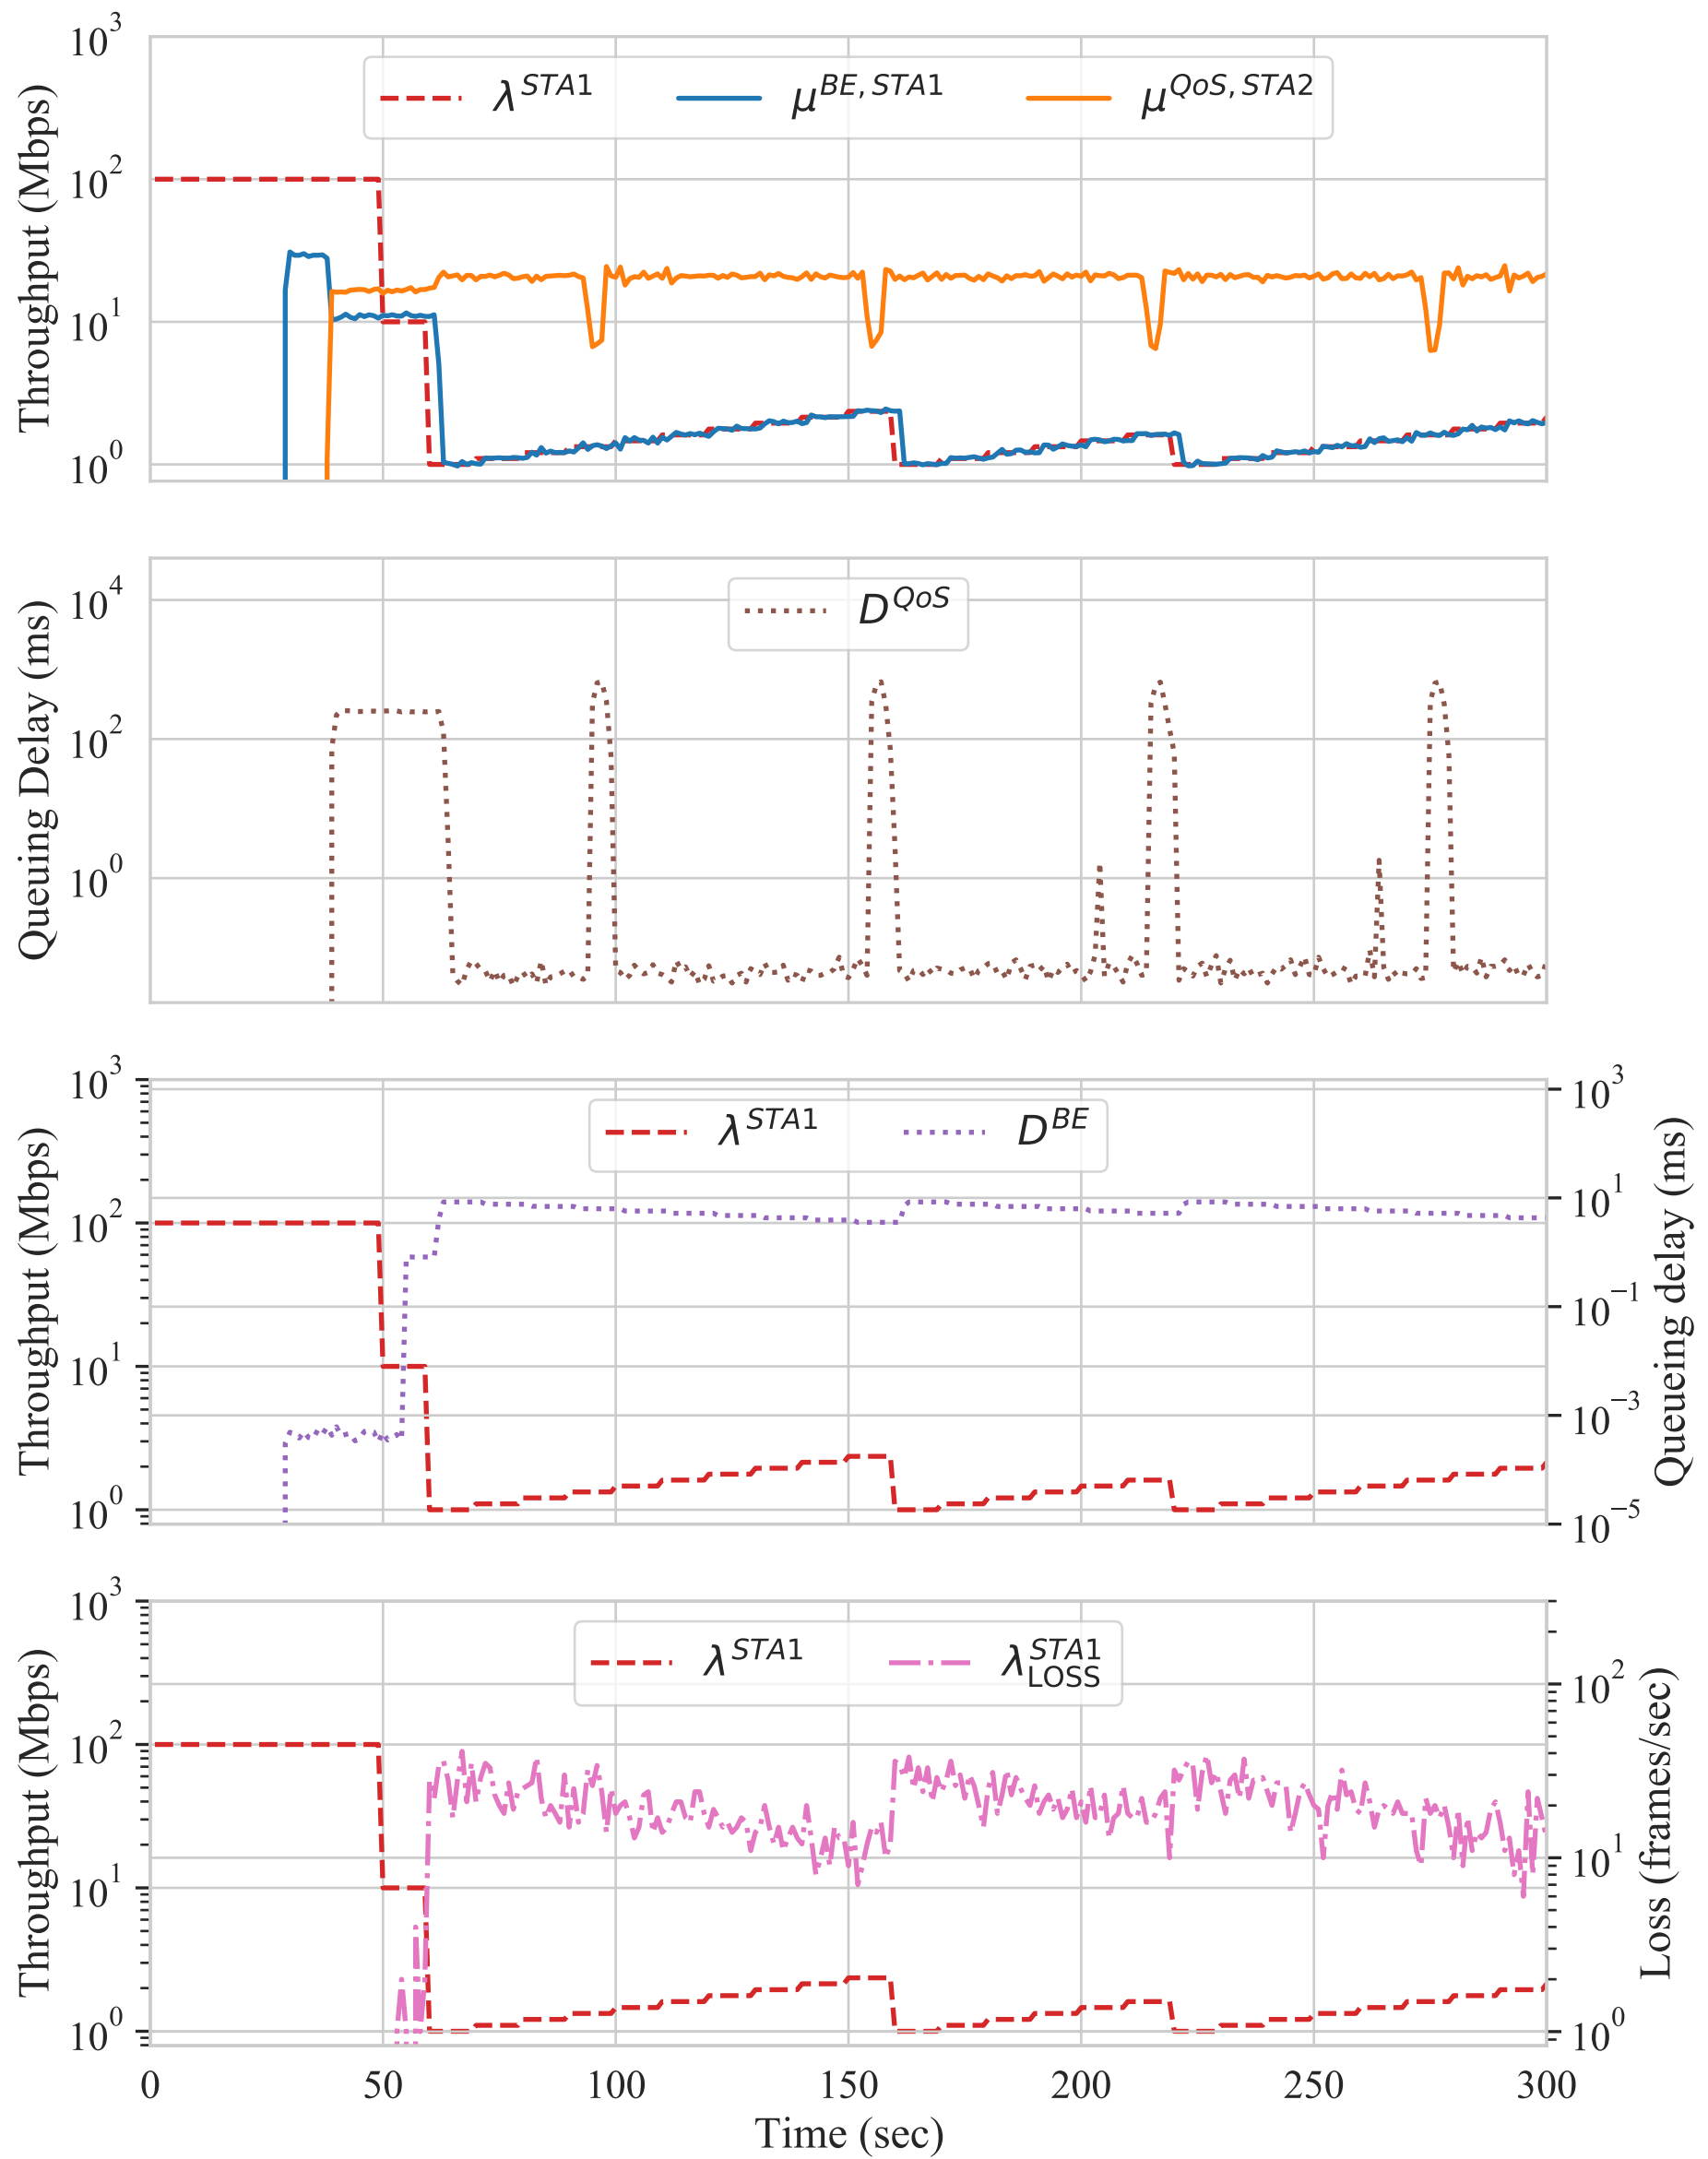 Throughput (Mbps)
10^3
10^2
10^1
10^0
λ^STA1 μ^BE, STA1 μ^QoS, STA2
Queuing Delay (ms)
10^4
10^2
10^0
D^QoS
Throughput (Mbps)
10^3
10^2
10^1
10^0
λ^STA1 D^BE
10^3
10^1
10^−1
10^−3
10^−5
Queueing delay (ms)
Throughput (Mbps)
10^3
10^2
10^1
10^0
λ^STA1 λ^STA1_LOSS
10^2
10^1
10^0
Loss (frames/sec)
0 50 100 150 200 250 300
Time (sec)